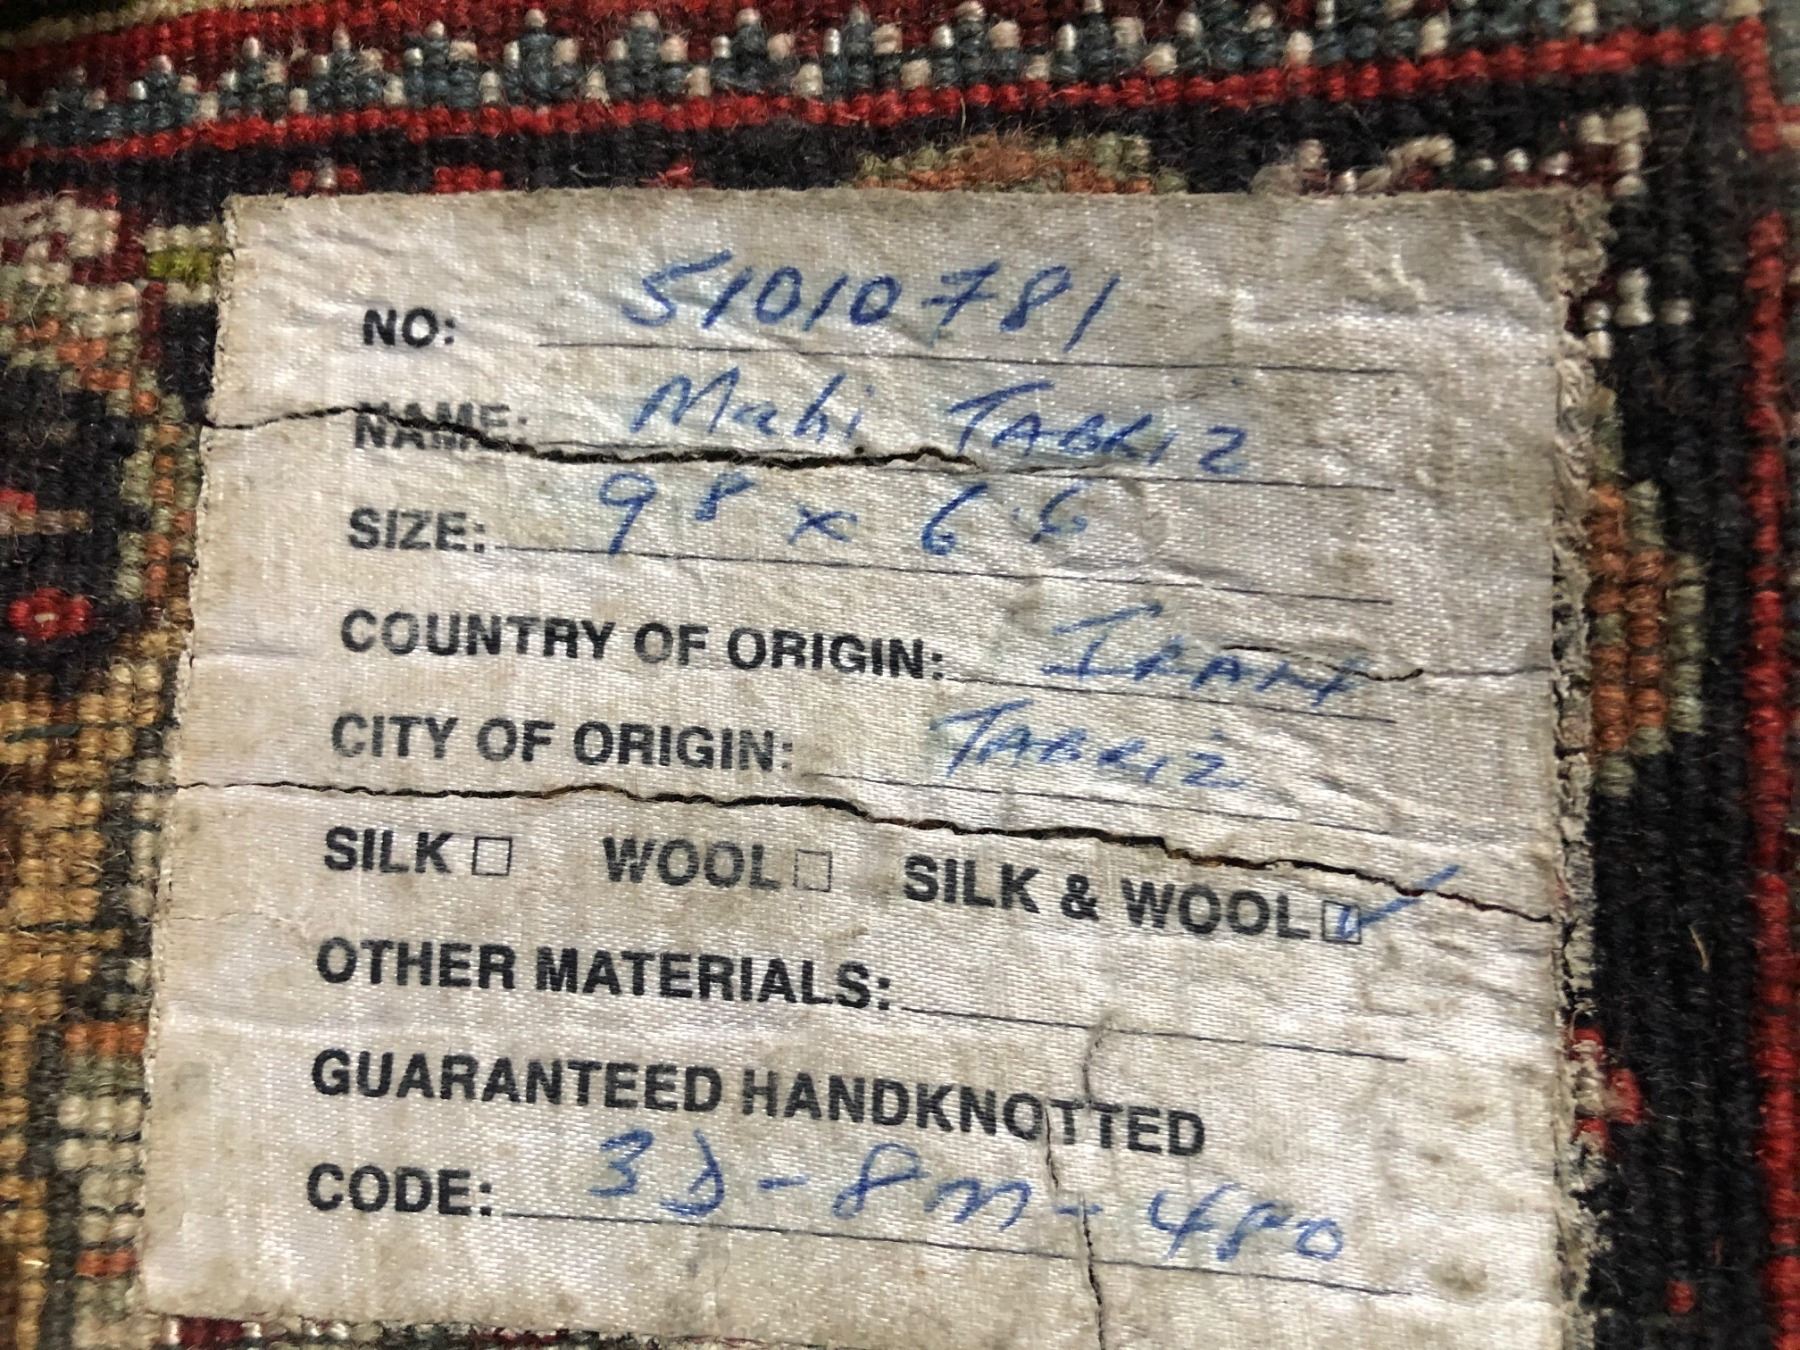 NO: 51010781
NAME: Mahi TABRIZ
SIZE: 98 x 66
COUNTRY OF ORIGIN: IRAN
CITY OF ORIGIN: TABRIZ
SILK □ WOOL □ SILK & WOOL ☑
OTHER MATERIALS:
GUARANTEED HANDKNOTTED
CODE: 3D-8m-480